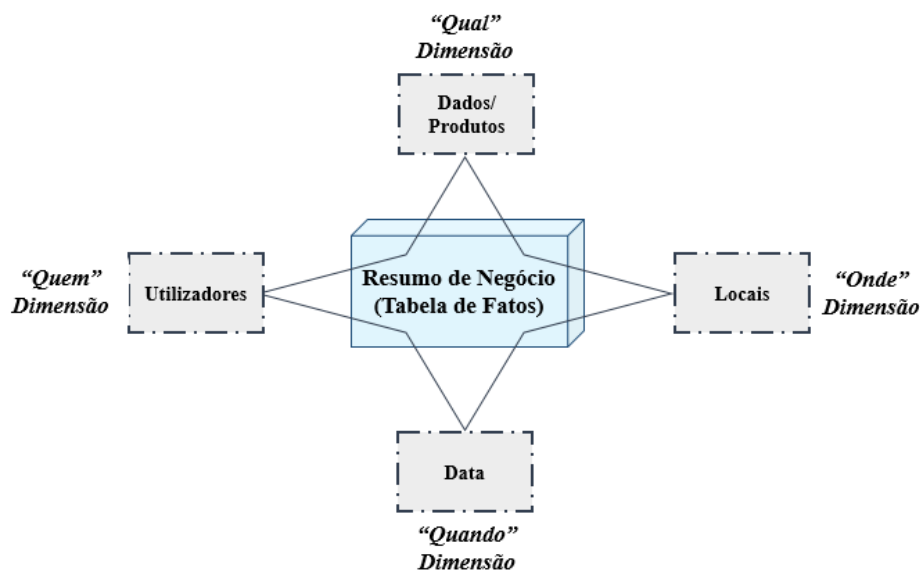 “Qual”
Dimensão
Dados/
Produtos
“Quem”
Dimensão
Utilizadores
Resumo de Negócio
(Tabela de Fatos)
Locais
“Onde”
Dimensão
Data
“Quando”
Dimensão